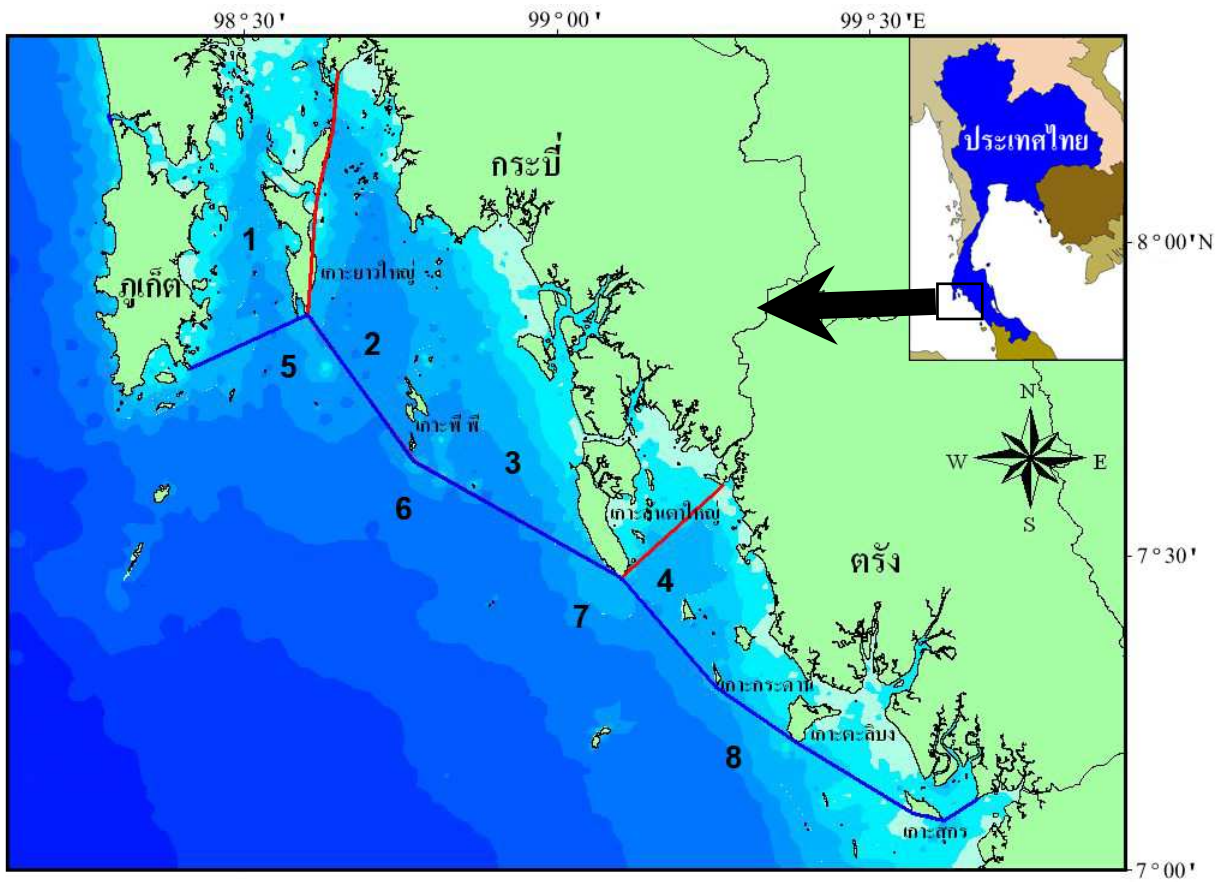 98°30' 99°00' 99°30'E
ประเทศไทย
กระบี่
8°00'N
1
เกาะยาวใหญ่
ภูเก็ต
2
5
N
เกาะพี พี
W E
3
6
เกาะลันตาใหญ่
S
7°30'
ตรัง
4
7
เกาะกระดาน
เกาะตะลิบง
8
เกาะสุกร
7°00'